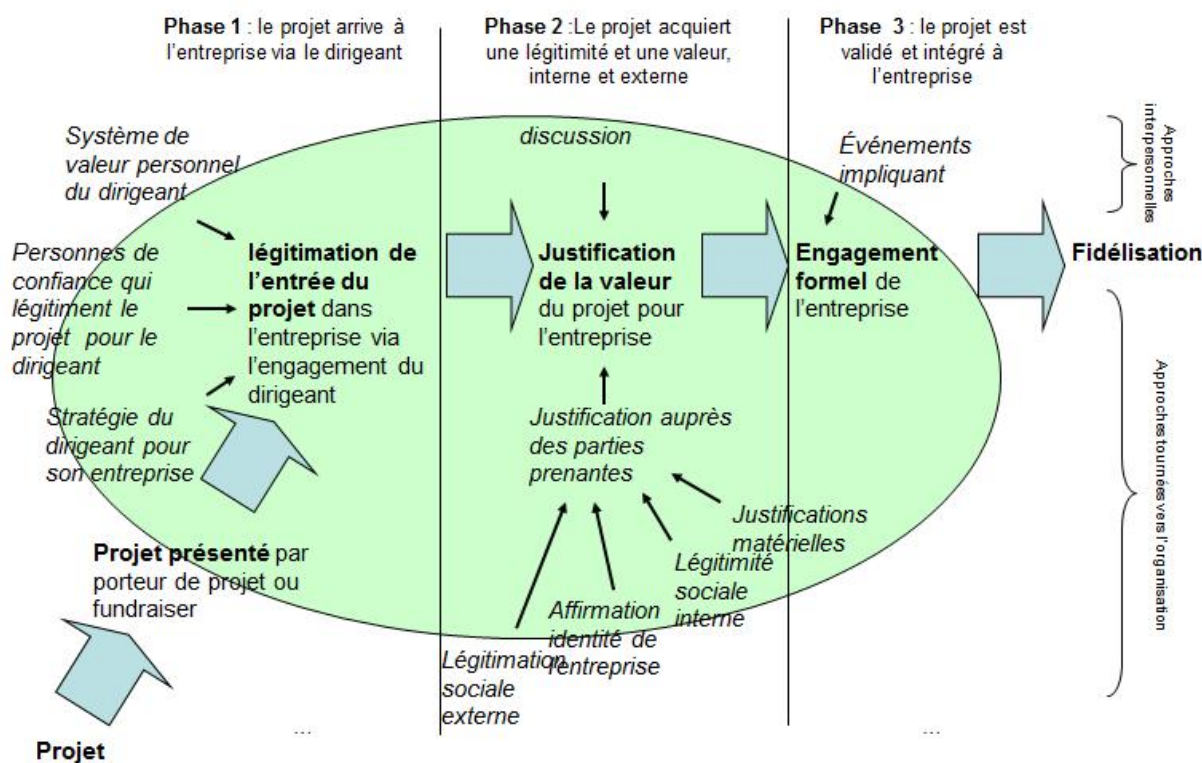 Phase 1 : le projet arrive à
l'entreprise via le dirigeant
Phase 2 :Le projet acquiert
une légitimité et une valeur,
interne et externe
Phase 3 : le projet est
validé et intégré à
l'entreprise
Système de
valeur personnel
du dirigeant
discussion
Événements
impliquant
Approches
interpersonnelles
Personnes de
confiance qui
légitiment le
projet pour le
dirigeant
légitimation de
l'entrée du
projet dans
l'entreprise via
l'engagement du
dirigeant
Justification
de la valeur
du projet pour
l'entreprise
Engagement
formel de
l'entreprise
Fidélisation
Stratégie du
dirigeant pour
son entreprise
Justification auprès
des parties
prenantes
Approches tournées vers l'organisation
Justifications
matérielles
Légitimité
sociale
interne
Affirmation
identité de
l'entreprise
Légitimation
sociale
externe
Projet présenté par
porteur de projet ou
fundraiser
...
...
Projet